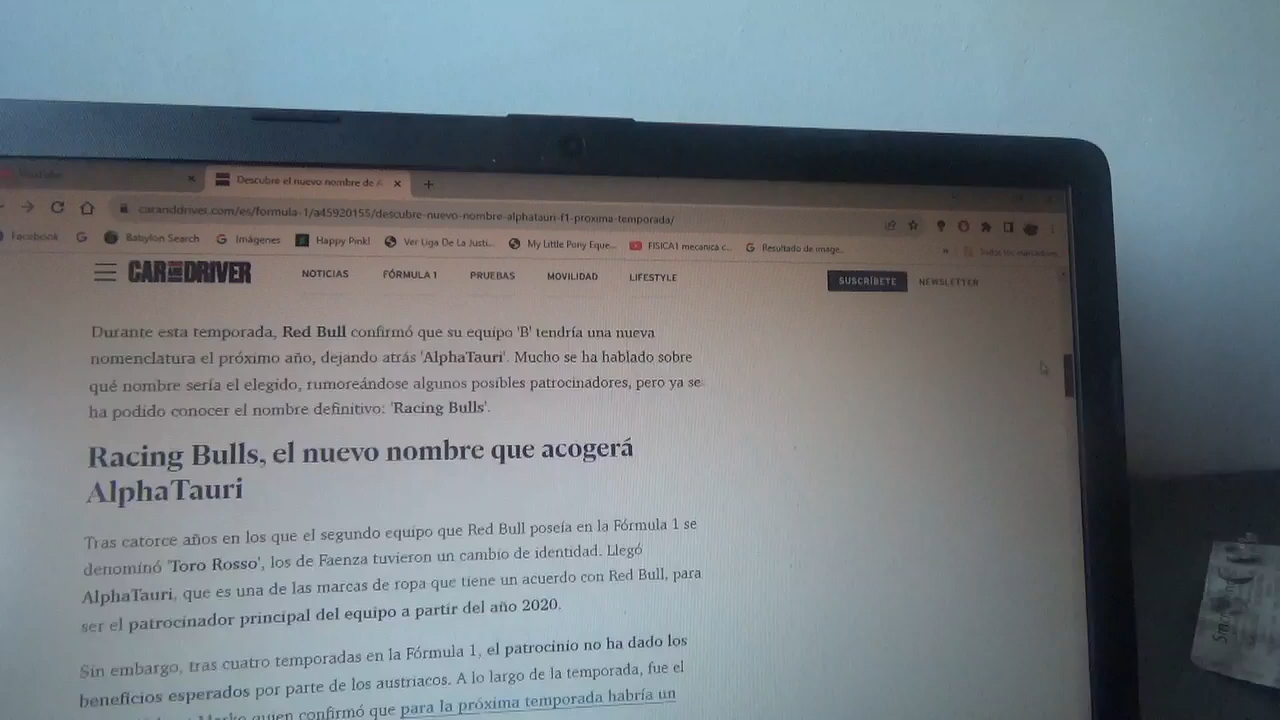 YouTube
Descubre el nuevo nombre de A
caranddriver.com/es/formula-1/a45920155/descubre-nuevo-nombre-alphatauri-f1-proxima-temporada/
Facebook Babylon Search Imágenes Happy Pink! Ver Liga De La Justi... My Little Pony Eque... FISICA1 mecanica c... Resultado de image... » Todos los marcadores
CAR AND DRIVER NOTICIAS FÓRMULA 1 PRUEBAS MOVILIDAD LIFESTYLE SUSCRÍBETE NEWSLETTER
Durante esta temporada, Red Bull confirmó que su equipo 'B' tendría una nueva
nomenclatura el próximo año, dejando atrás 'AlphaTauri'. Mucho se ha hablado sobre
qué nombre sería el elegido, rumoreándose algunos posibles patrocinadores, pero ya se
ha podido conocer el nombre definitivo: 'Racing Bulls'.
Racing Bulls, el nuevo nombre que acogerá
AlphaTauri
Tras catorce años en los que el segundo equipo que Red Bull poseía en la Fórmula 1 se
denominó 'Toro Rosso', los de Faenza tuvieron un cambio de identidad. Llegó
AlphaTauri, que es una de las marcas de ropa que tiene un acuerdo con Red Bull, para
ser el patrocinador principal del equipo a partir del año 2020.
Sin embargo, tras cuatro temporadas en la Fórmula 1, el patrocinio no ha dado los
beneficios esperados por parte de los austriacos. A lo largo de la temporada, fue el
Marko quien confirmó que para la próxima temporada habría un